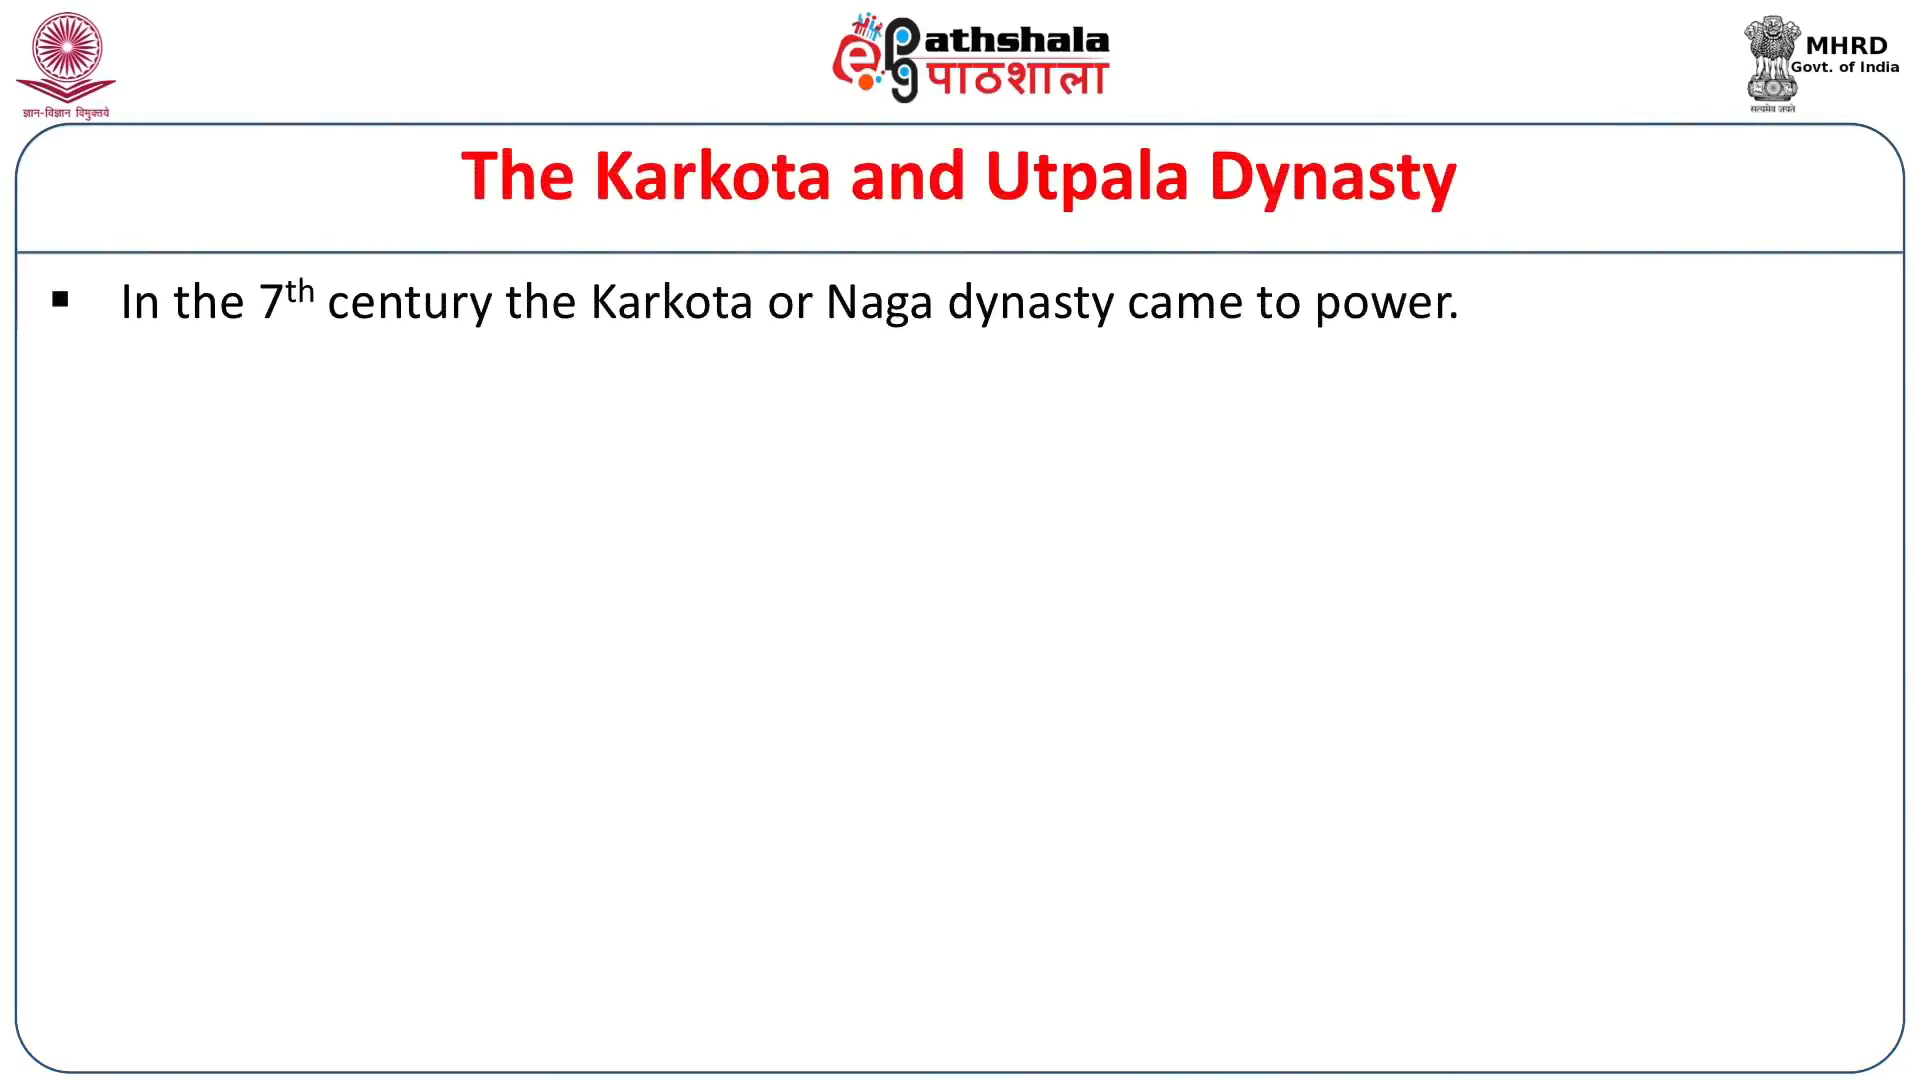 ज्ञान-विज्ञान विमुक्तये
e
pg
athshala
पाठशाला
MHRD
Govt. of India
सत्यमेव जयते
The Karkota and Utpala Dynasty
▪ In the 7th century the Karkota or Naga dynasty came to power.